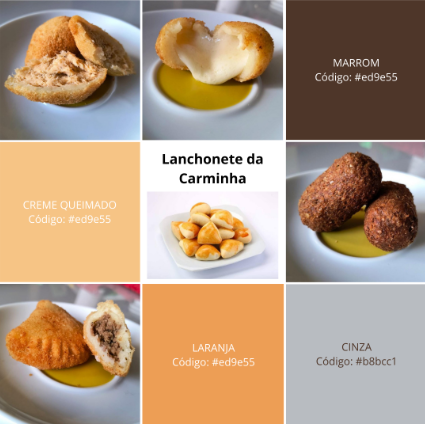 MARROM
Código: #ed9e55
CREME QUEIMADO
Código: #ed9e55
Lanchonete da
Carminha
LARANJA
Código: #ed9e55
CINZA
Código: #b8bcc1